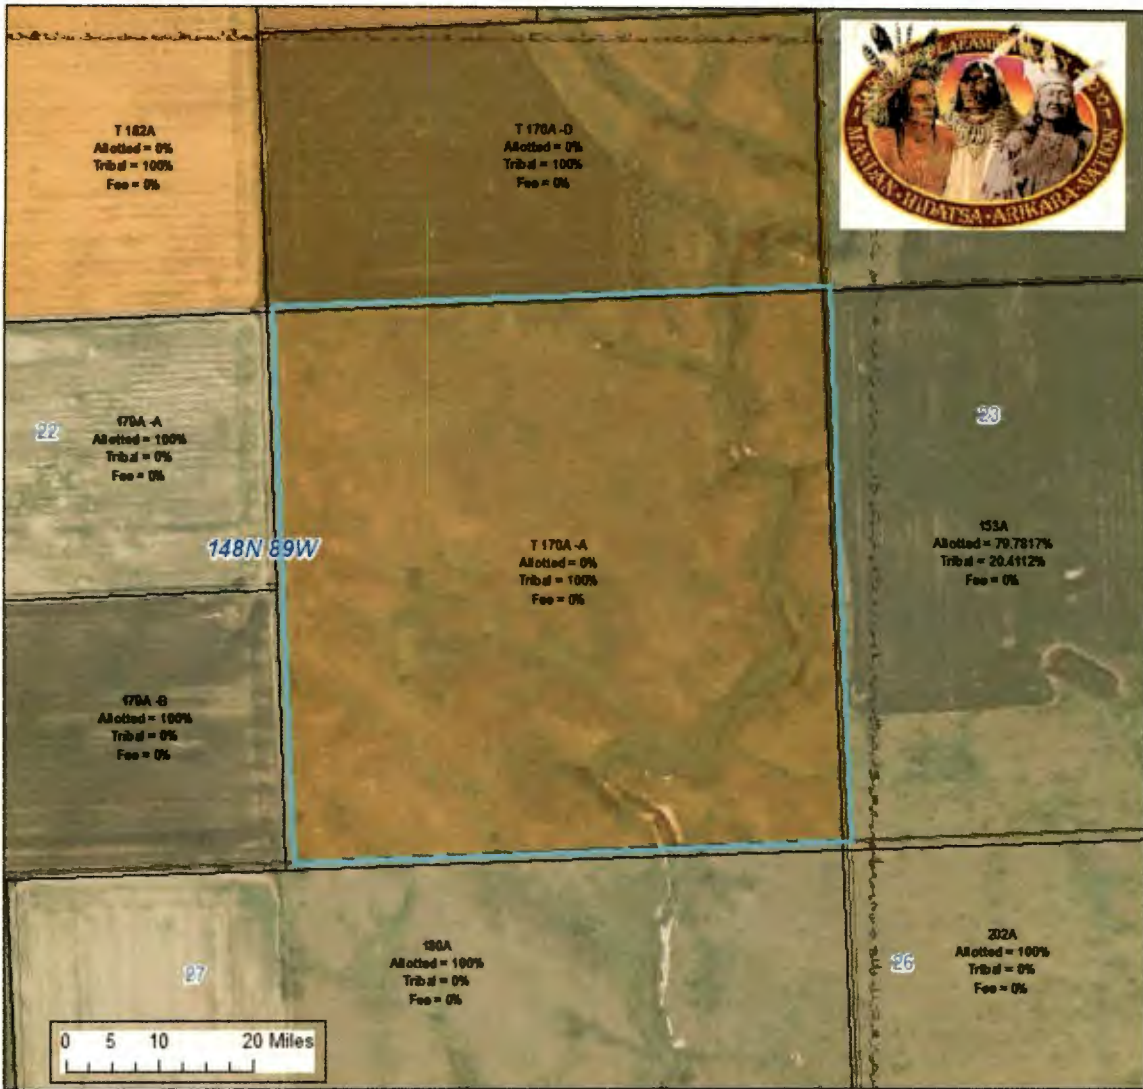 T 182A
Allotted = 0%
Tribal = 100%
Fee = 0%
T 170A -D
Allotted = 0%
Tribal = 100%
Fee = 0%
MANDAN • HIDATSA • ARIKARA • NATION
22
179A -A
Allotted = 100%
Tribal = 0%
Fee = 0%
23
148N 89W
T 170A -A
Allotted = 0%
Tribal = 100%
Fee = 0%
153A
Allotted = 79.7817%
Tribal = 20.4112%
Fee = 0%
179A -B
Allotted = 100%
Tribal = 0%
Fee = 0%
27
180A
Allotted = 100%
Tribal = 0%
Fee = 0%
26
202A
Allotted = 100%
Tribal = 0%
Fee = 0%
0 5 10 20 Miles